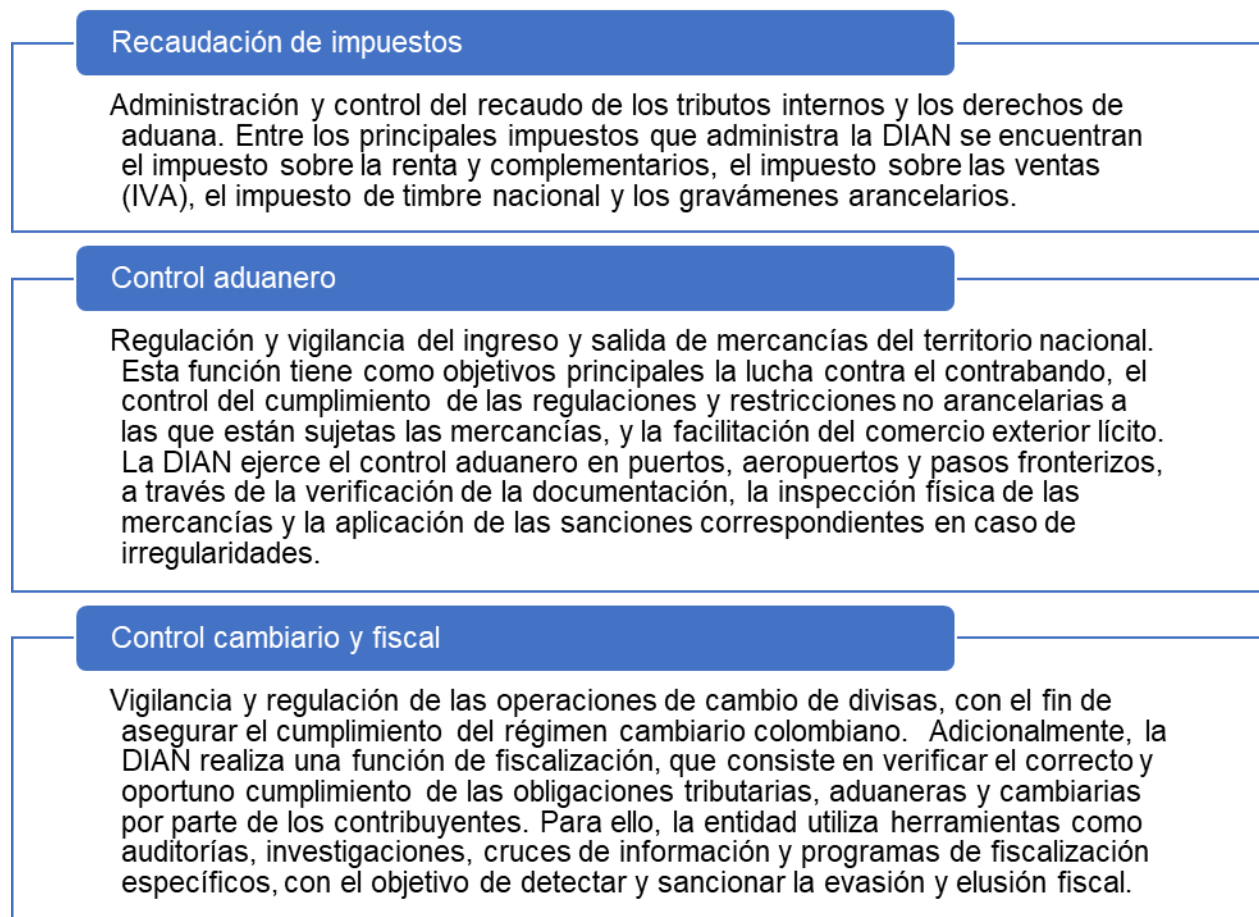 Recaudación de impuestos
Administración y control del recaudo de los tributos internos y los derechos de
aduana. Entre los principales impuestos que administra la DIAN se encuentran
el impuesto sobre la renta y complementarios, el impuesto sobre las ventas
(IVA), el impuesto de timbre nacional y los gravámenes arancelarios.
Control aduanero
Regulación y vigilancia del ingreso y salida de mercancías del territorio nacional.
Esta función tiene como objetivos principales la lucha contra el contrabando, el
control del cumplimiento de las regulaciones y restricciones no arancelarias a
las que están sujetas las mercancías, y la facilitación del comercio exterior lícito.
La DIAN ejerce el control aduanero en puertos, aeropuertos y pasos fronterizos,
a través de la verificación de la documentación, la inspección física de las
mercancías y la aplicación de las sanciones correspondientes en caso de
irregularidades.
Control cambiario y fiscal
Vigilancia y regulación de las operaciones de cambio de divisas, con el fin de
asegurar el cumplimiento del régimen cambiario colombiano. Adicionalmente, la
DIAN realiza una función de fiscalización, que consiste en verificar el correcto y
oportuno cumplimiento de las obligaciones tributarias, aduaneras y cambiarias
por parte de los contribuyentes. Para ello, la entidad utiliza herramientas como
auditorías, investigaciones, cruces de información y programas de fiscalización
específicos, con el objetivo de detectar y sancionar la evasión y elusión fiscal.